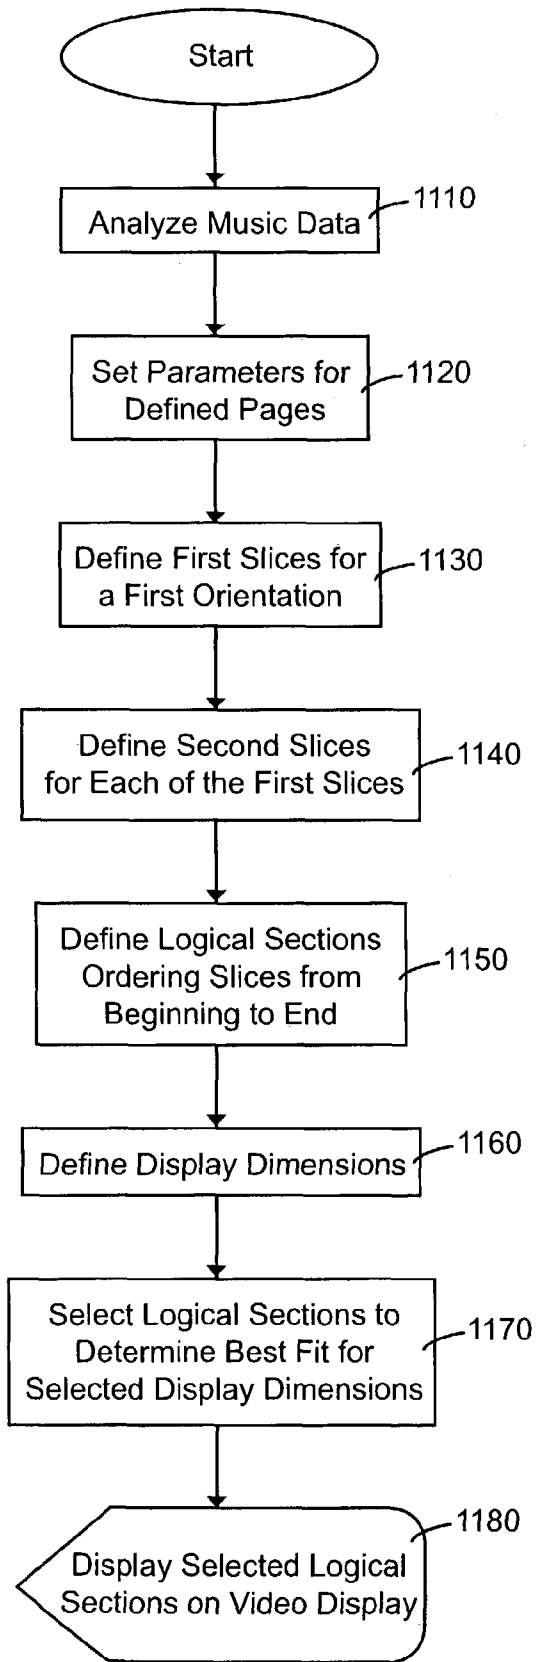 Start
Analyze Music Data
1110
Set Parameters for
Defined Pages
1120
Define First Slices for
a First Orientation
1130
Define Second Slices
for Each of the First Slices
1140
Define Logical Sections
Ordering Slices from
Beginning to End
1150
Define Display Dimensions
1160
Select Logical Sections to
Determine Best Fit for
Selected Display Dimensions
1170
Display Selected Logical
Sections on Video Display
1180